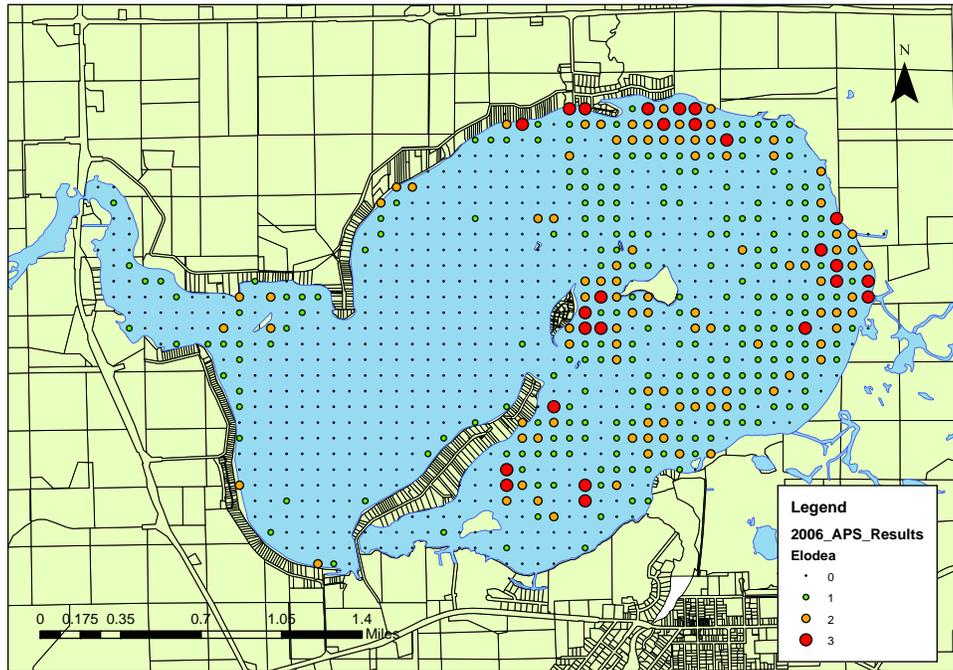 N
Legend
2006_APS_Results
Elodea
0
1
2
3
0 0.175 0.35 0.7 1.05 1.4
Miles